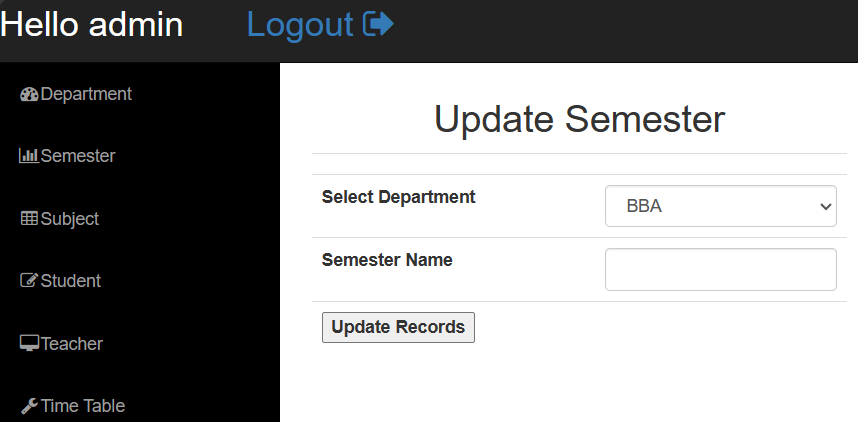 Hello admin
Logout
Department
Semester
Subject
Student
Teacher
Time Table
Update Semester
Select Department
BBA
Semester Name
Update Records